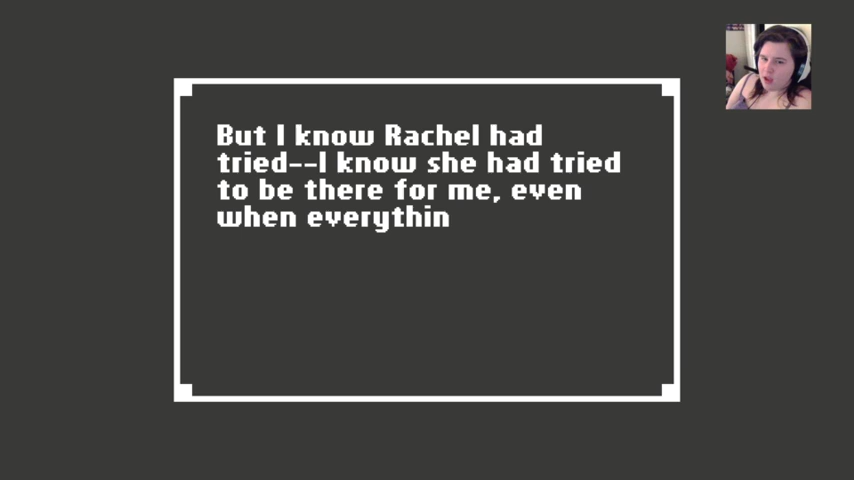 But I know Rachel had
tried--I know she had tried
to be there for me, even
when everythin